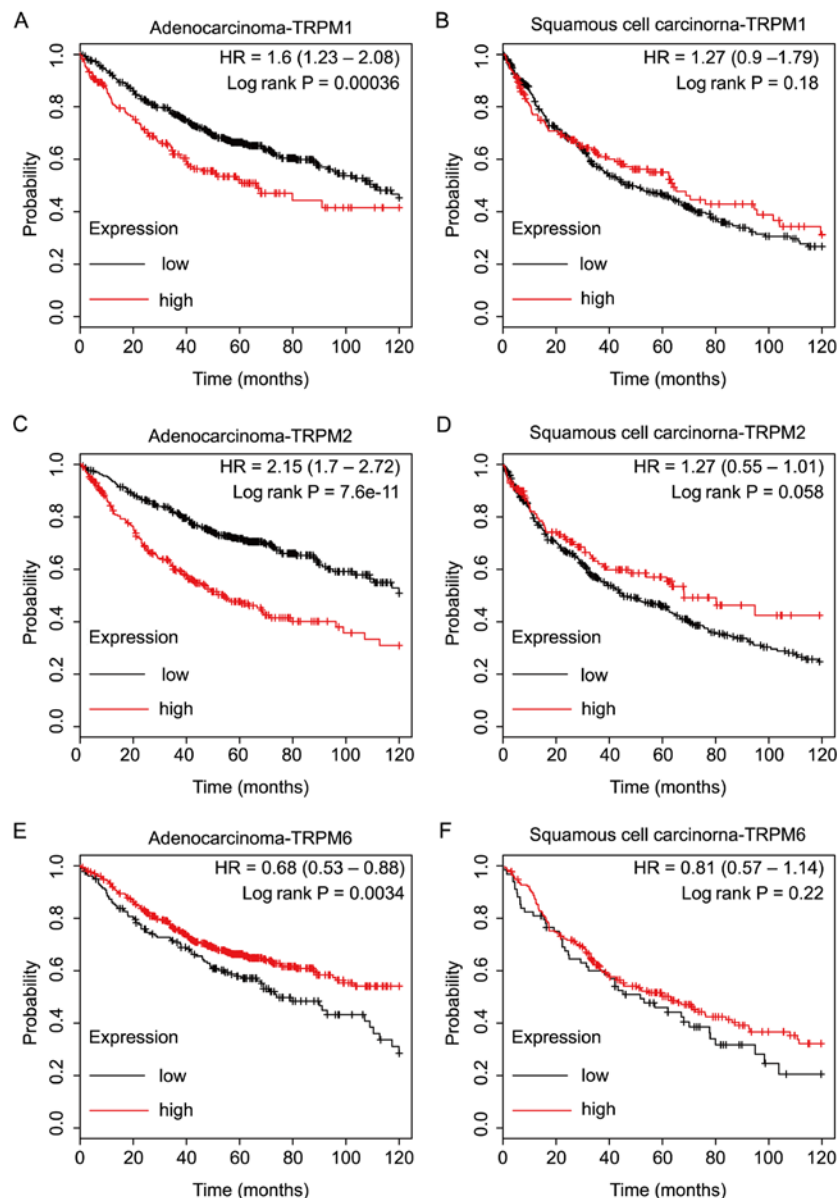 A
Adenocarcinoma-TRPM1
HR = 1.6 (1.23 – 2.08)
Log rank P = 0.00036
Probability
1.0
0.8
0.6
0.4
0.2
0.0
Expression
low
high
0 20 40 60 80 100 120
Time (months)
B
Squamous cell carcinorna-TRPM1
HR = 1.27 (0.9 –1.79)
Log rank P = 0.18
Probability
1.0
0.8
0.6
0.4
0.2
0.0
Expression
low
high
0 20 40 60 80 100 120
Time (months)
C
Adenocarcinoma-TRPM2
HR = 2.15 (1.7 – 2.72)
Log rank P = 7.6e-11
Probability
1.0
0.8
0.6
0.4
0.2
0.0
Expression
low
high
0 20 40 60 80 100 120
Time (months)
D
Squamous cell carcinorna-TRPM2
HR = 1.27 (0.55 – 1.01)
Log rank P = 0.058
Probability
1.0
0.8
0.6
0.4
0.2
0.0
Expression
low
high
0 20 40 60 80 100 120
Time (months)
E
Adenocarcinoma-TRPM6
HR = 0.68 (0.53 – 0.88)
Log rank P = 0.0034
Probability
1.0
0.8
0.6
0.4
0.2
0.0
Expression
low
high
0 20 40 60 80 100 120
Time (months)
F
Squamous cell carcinorna-TRPM6
HR = 0.81 (0.57 – 1.14)
Log rank P = 0.22
Probability
1.0
0.8
0.6
0.4
0.2
0.0
Expression
low
high
0 20 40 60 80 100 120
Time (months)